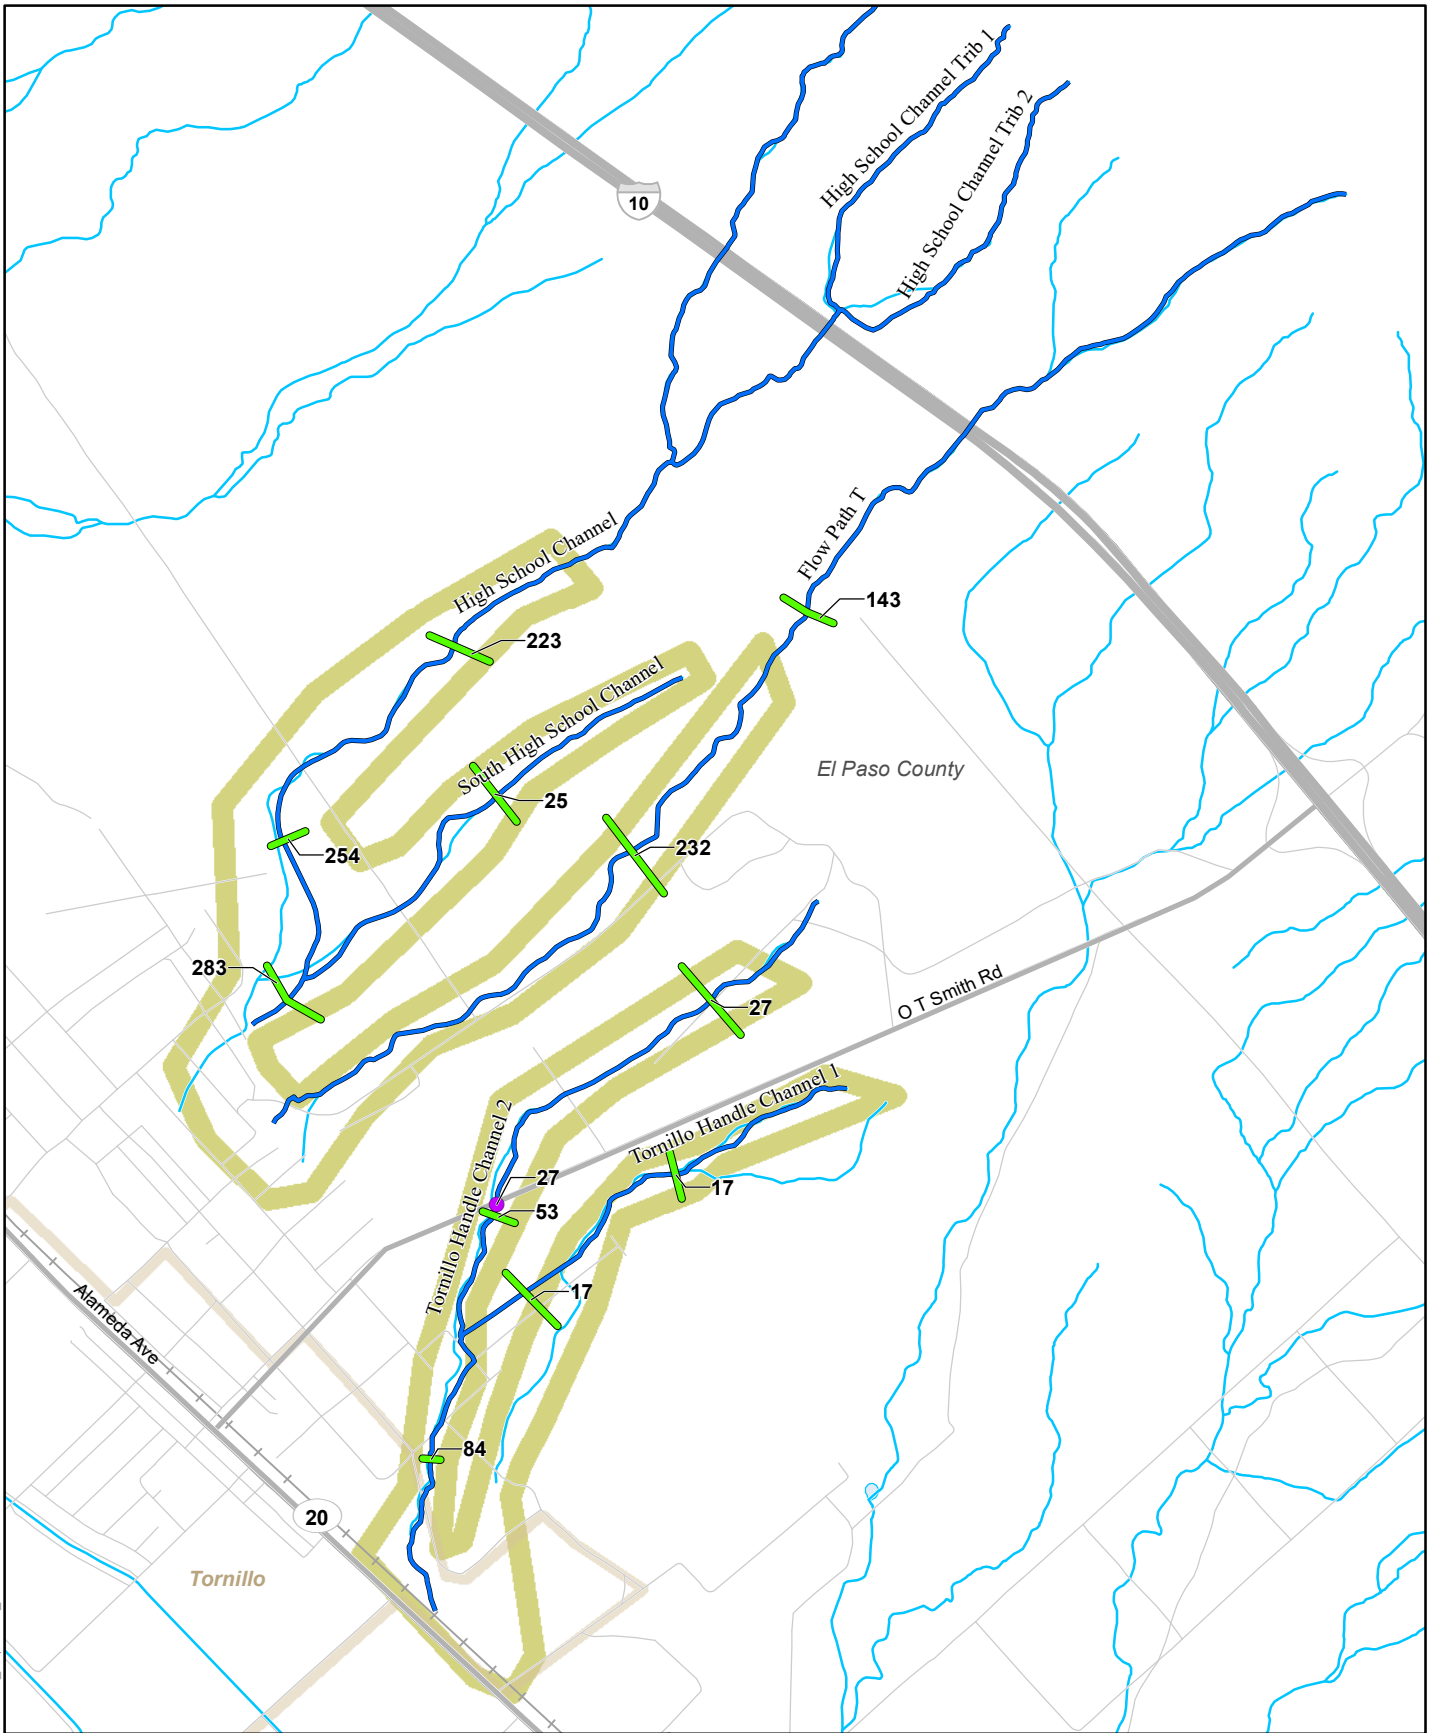 High School Channel Trib 1
High School Channel Trib 2
10
Flow Path T
High School Channel
143
223
South High School Channel
El Paso County
25
232
254
283
27
O T Smith Rd
Tornillo Handle Channel 1
Tornillo Handle Channel 2
27
17
53
17
Alameda Ave
84
20
Tornillo